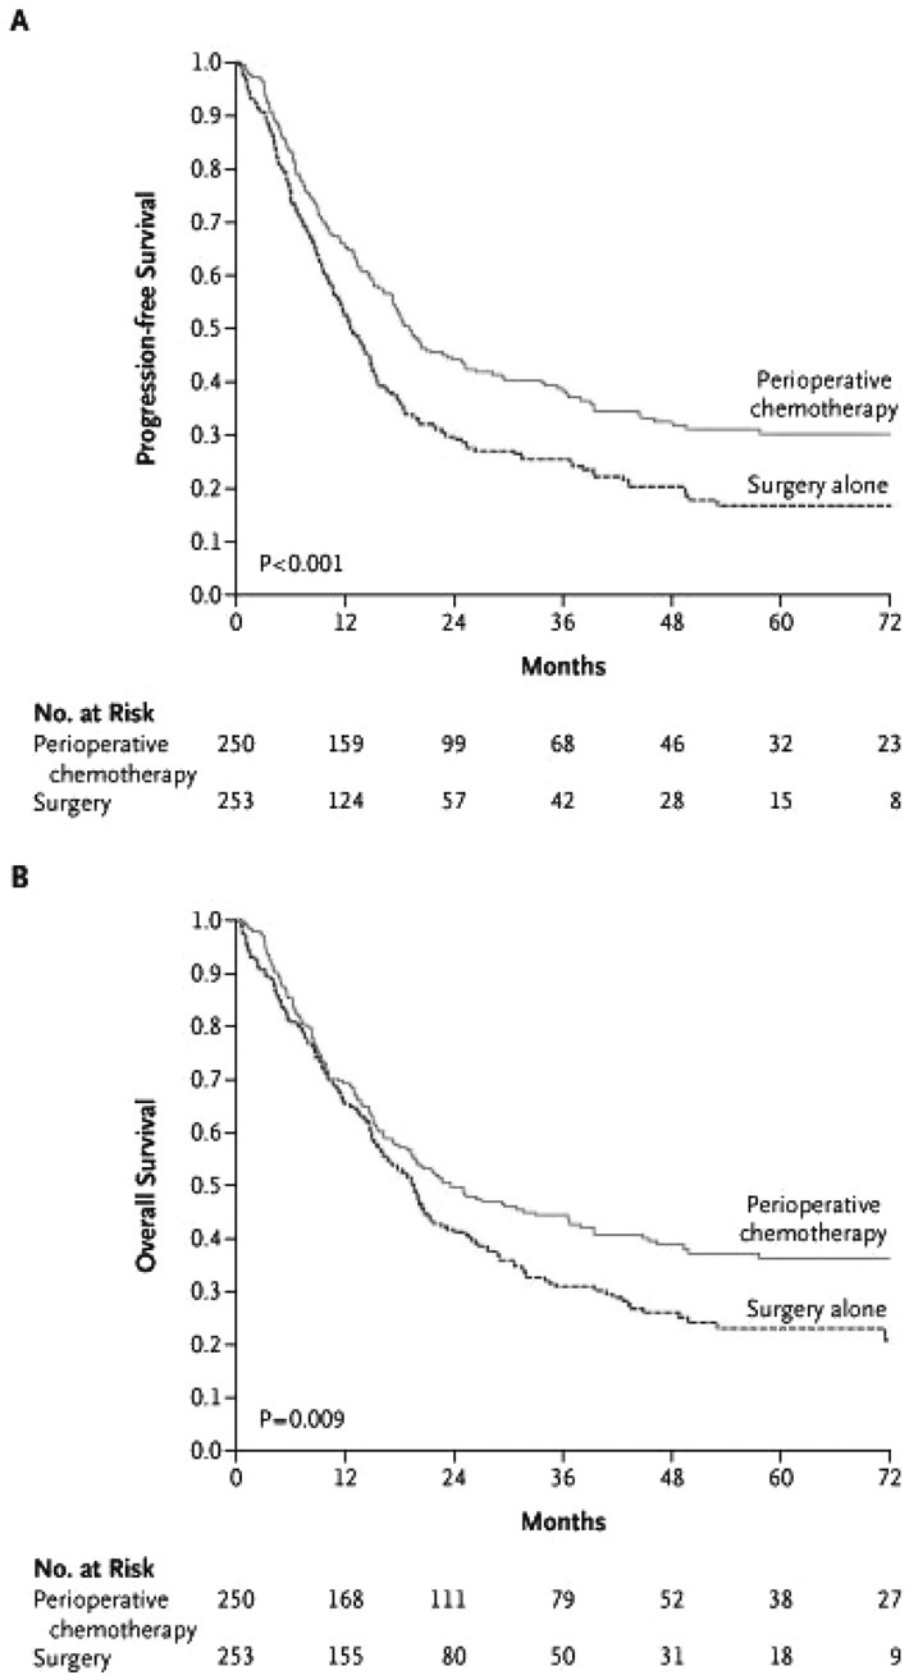 A
1.0
0.9
0.8
0.7
0.6
0.5
0.4
0.3
0.2
0.1
0.0
Progression-free Survival
Perioperative
chemotherapy
Surgery alone
P<0.001
0 12 24 36 48 60 72
Months
No. at Risk
Perioperative 250 159 99 68 46 32 23
chemotherapy
Surgery 253 124 57 42 28 15 8
B
1.0
0.9
0.8
0.7
0.6
0.5
0.4
0.3
0.2
0.1
0.0
Overall Survival
Perioperative
chemotherapy
Surgery alone
P=0.009
0 12 24 36 48 60 72
Months
No. at Risk
Perioperative 250 168 111 79 52 38 27
chemotherapy
Surgery 253 155 80 50 31 18 9